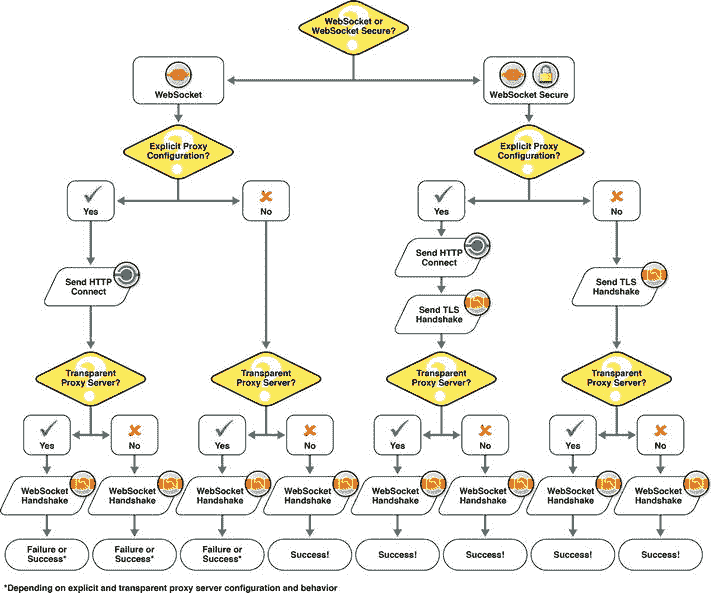 WebSocket or
WebSocket Secure?
WebSocket
WebSocket Secure
Explicit Proxy
Configuration?
Explicit Proxy
Configuration?
Yes
No
Yes
No
Send HTTP
Connect
Send HTTP
Connect
Send TLS
Handshake
Send TLS
Handshake
Transparent
Proxy Server?
Transparent
Proxy Server?
Transparent
Proxy Server?
Transparent
Proxy Server?
Yes
No
Yes
No
Yes
No
Yes
No
WebSocket
Handshake
WebSocket
Handshake
WebSocket
Handshake
WebSocket
Handshake
WebSocket
Handshake
WebSocket
Handshake
WebSocket
Handshake
WebSocket
Handshake
Failure or
Success*
Failure or
Success*
Failure or
Success*
Success!
Success!
Success!
Success!
Success!
*Depending on explicit and transparent proxy server configuration and behavior